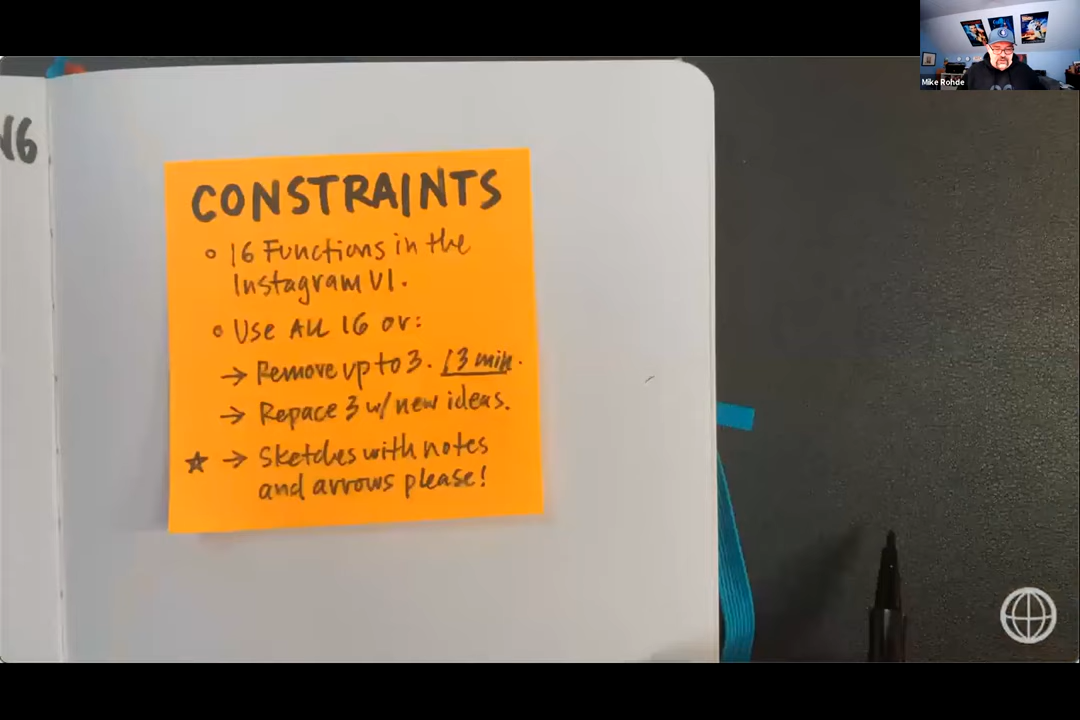 Mike Rohde
NG
CONSTRAINTS
16 Functions in the
Instagram UI.
Use ALL 16 or:
→ Remove up to 3. 13 min.
→ Repace 3 w/ new ideas.
★ → Sketches with notes
and arrows please!